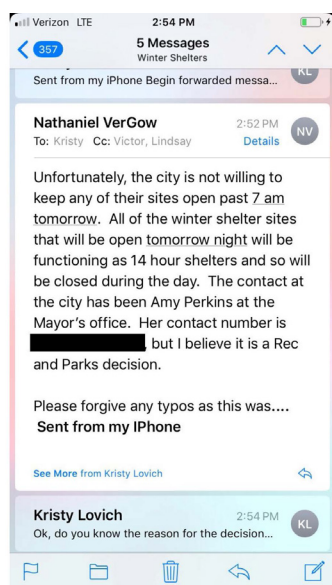 Verizon LTE 2:54 PM
357 5 Messages
Winter Shelters
Sent from my iPhone Begin forwarded messa... KL
Nathaniel VerGow 2:52 PM NV
To: Kristy Cc: Victor, Lindsay Details
Unfortunately, the city is not willing to
keep any of their sites open past 7 am
tomorrow. All of the winter shelter sites
that will be open tomorrow night will be
functioning as 14 hour shelters and so will
be closed during the day. The contact at
the city has been Amy Perkins at the
Mayor's office. Her contact number is
, but I believe it is a Rec
and Parks decision.
Please forgive any typos as this was....
Sent from my IPhone
See More from Kristy Lovich
Kristy Lovich 2:54 PM KL
Ok, do you know the reason for the decision...